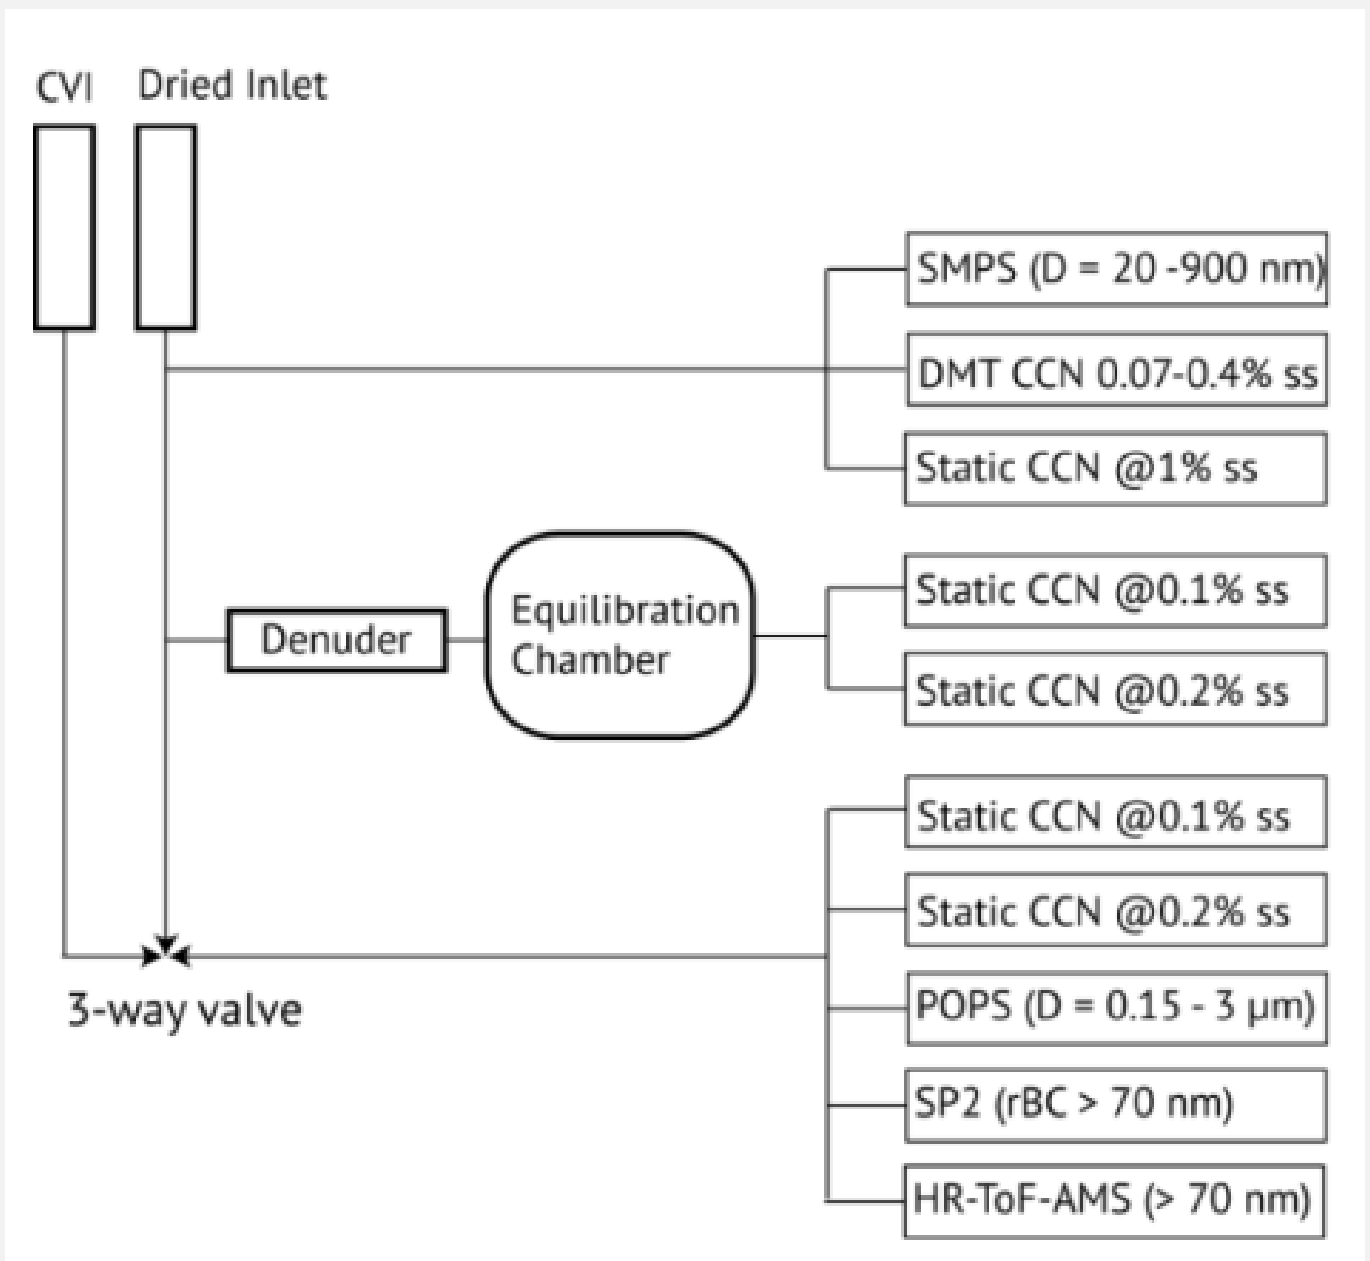 CVI
Dried Inlet
SMPS (D = 20 -900 nm)
DMT CCN 0.07-0.4% ss
Static CCN @1% ss
Denuder
Equilibration
Chamber
Static CCN @0.1% ss
Static CCN @0.2% ss
Static CCN @0.1% ss
Static CCN @0.2% ss
3-way valve
POPS (D = 0.15 - 3 µm)
SP2 (rBC > 70 nm)
HR-ToF-AMS (> 70 nm)